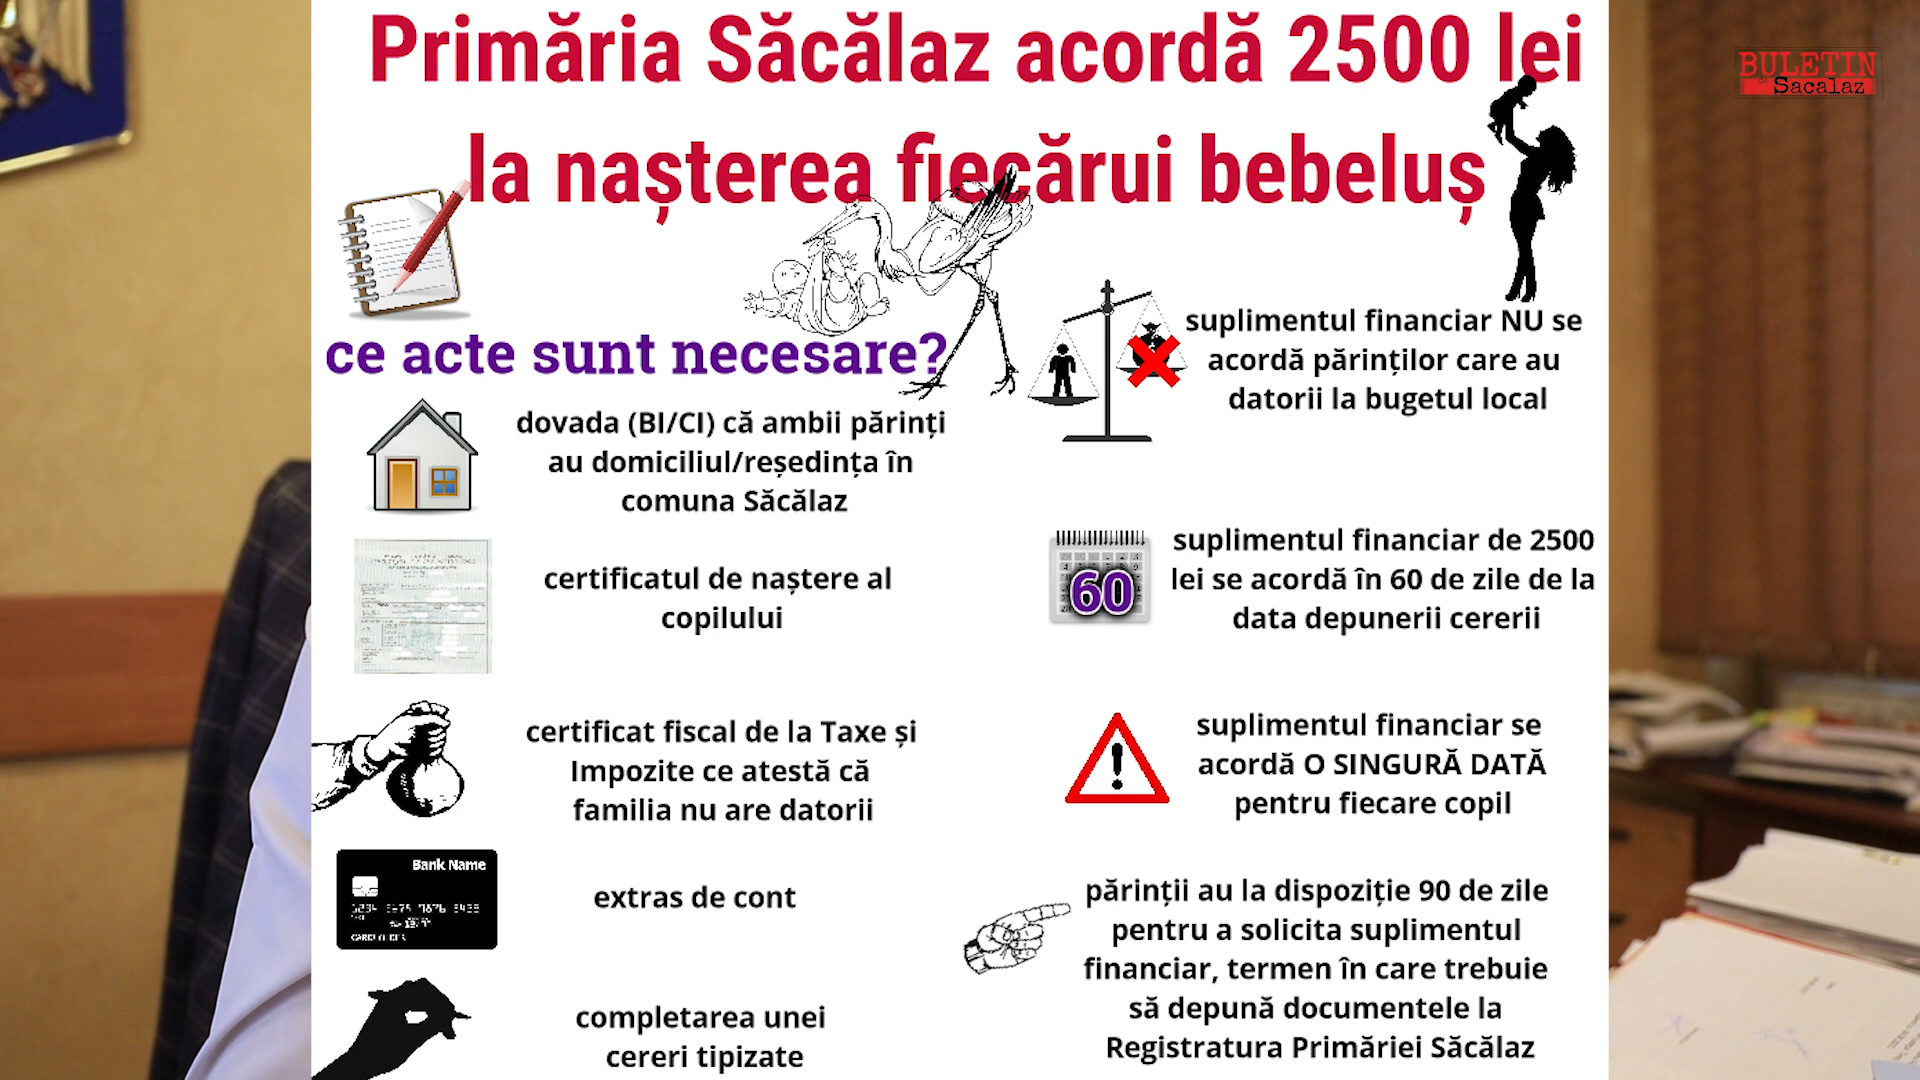 Primăria Săcălaz acordă 2500 lei
la nașterea fiecărui bebeluș
BULETIN
de Sacalaz
ce acte sunt necesare?
dovada (BI/CI) că ambii părinți
au domiciliul/reședința în
comuna Săcălaz
certificatul de naștere al
copilului
certificat fiscal de la Taxe și
Impozite ce atestă că
familia nu are datorii
Bank Name
extras de cont
completarea unei
cereri tipizate
suplimentul financiar NU se
acordă părinților care au
datorii la bugetul local
60
suplimentul financiar de 2500
lei se acordă în 60 de zile de la
data depunerii cererii
suplimentul financiar se
acordă O SINGURĂ DATĂ
pentru fiecare copil
părinții au la dispoziție 90 de zile
pentru a solicita suplimentul
financiar, termen în care trebuie
să depună documentele la
Registratura Primăriei Săcălaz